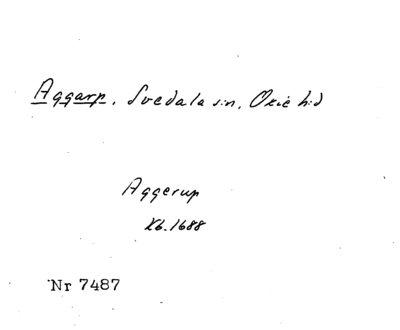 Aggarp, Svedala sn, Oxie hd
Aggerup
Kb. 1688
Nr 7487